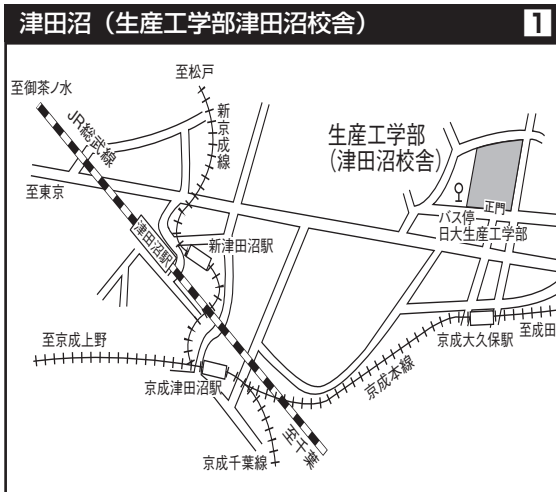 津田沼（生産工学部津田沼校舎） 1
至松戸
至御茶ノ水
新京成線
JR総武線
生産工学部
（津田沼校舎）
至東京
正門
バス停
日大生産工学部
津田沼駅
新津田沼駅
至京成上野
至成田
京成大久保駅
京成津田沼駅
京成本線
至千葉
京成千葉線